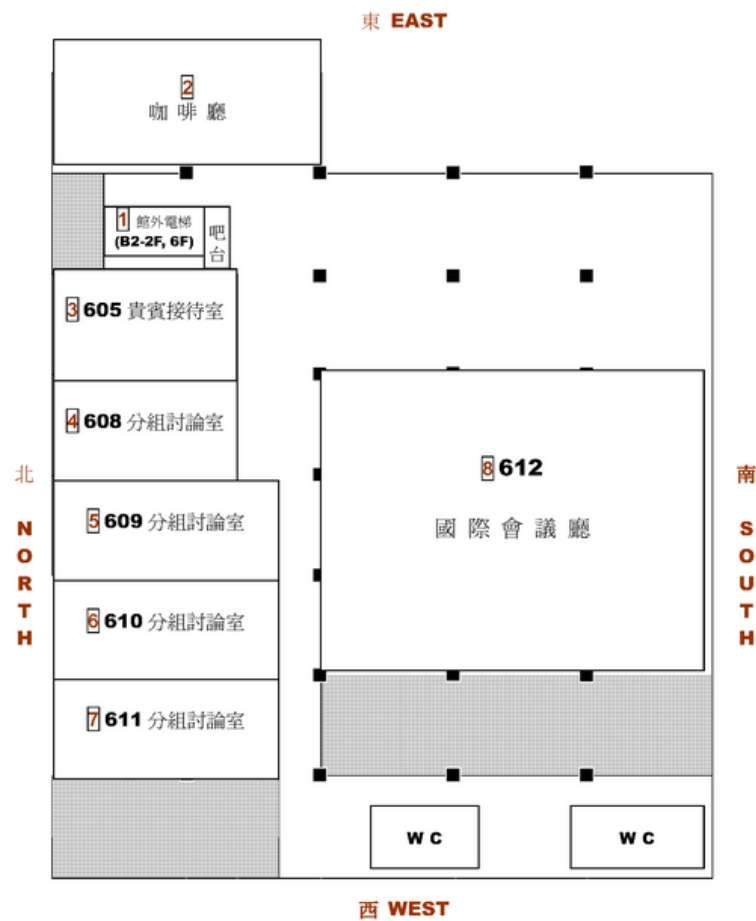 東 EAST
2
咖啡廳
1 館外電梯
(B2-2F, 6F)
吧台
3 605 貴賓接待室
4 608 分組討論室
北 NORTH
南 SOUTH
8 612
國際會議廳
5 609 分組討論室
6 610 分組討論室
7 611 分組討論室
W C
W C
西 WEST